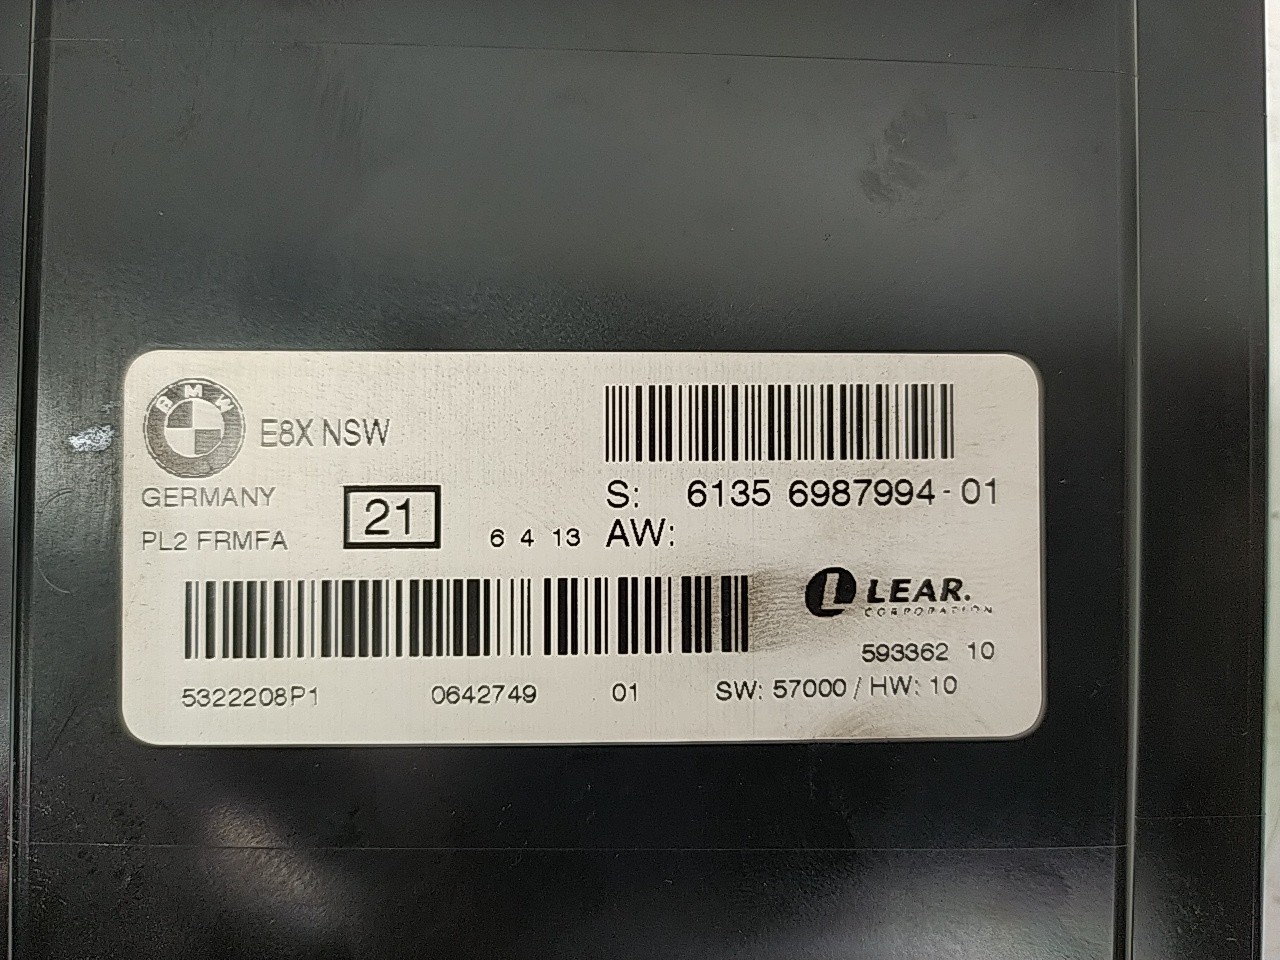 BMW
E8X NSW
GERMANY
PL2 FRMFA
21
6 4 13
S: 6135 6987994-01
AW:
LEAR.
CORPORATION
593362 10
5322208P1 0642749 01 SW: 57000 / HW: 10